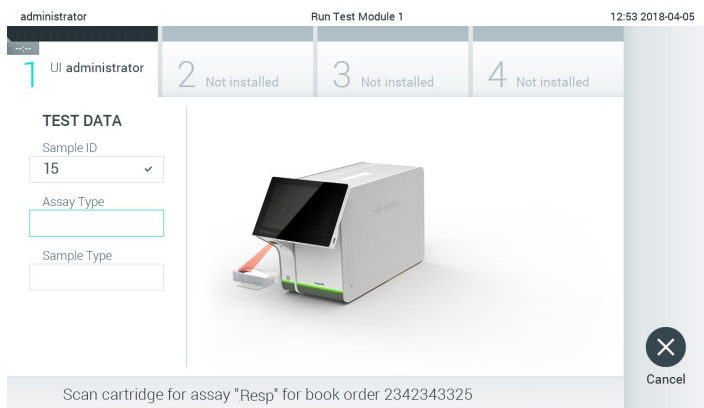 administrator
Run Test Module 1
12:53 2018-04-05
--:--
1 UI administrator
2 Not installed
3 Not installed
4 Not installed
TEST DATA
Sample ID
15
Assay Type
Sample Type
Cancel
Scan cartridge for assay "Resp" for book order 2342343325